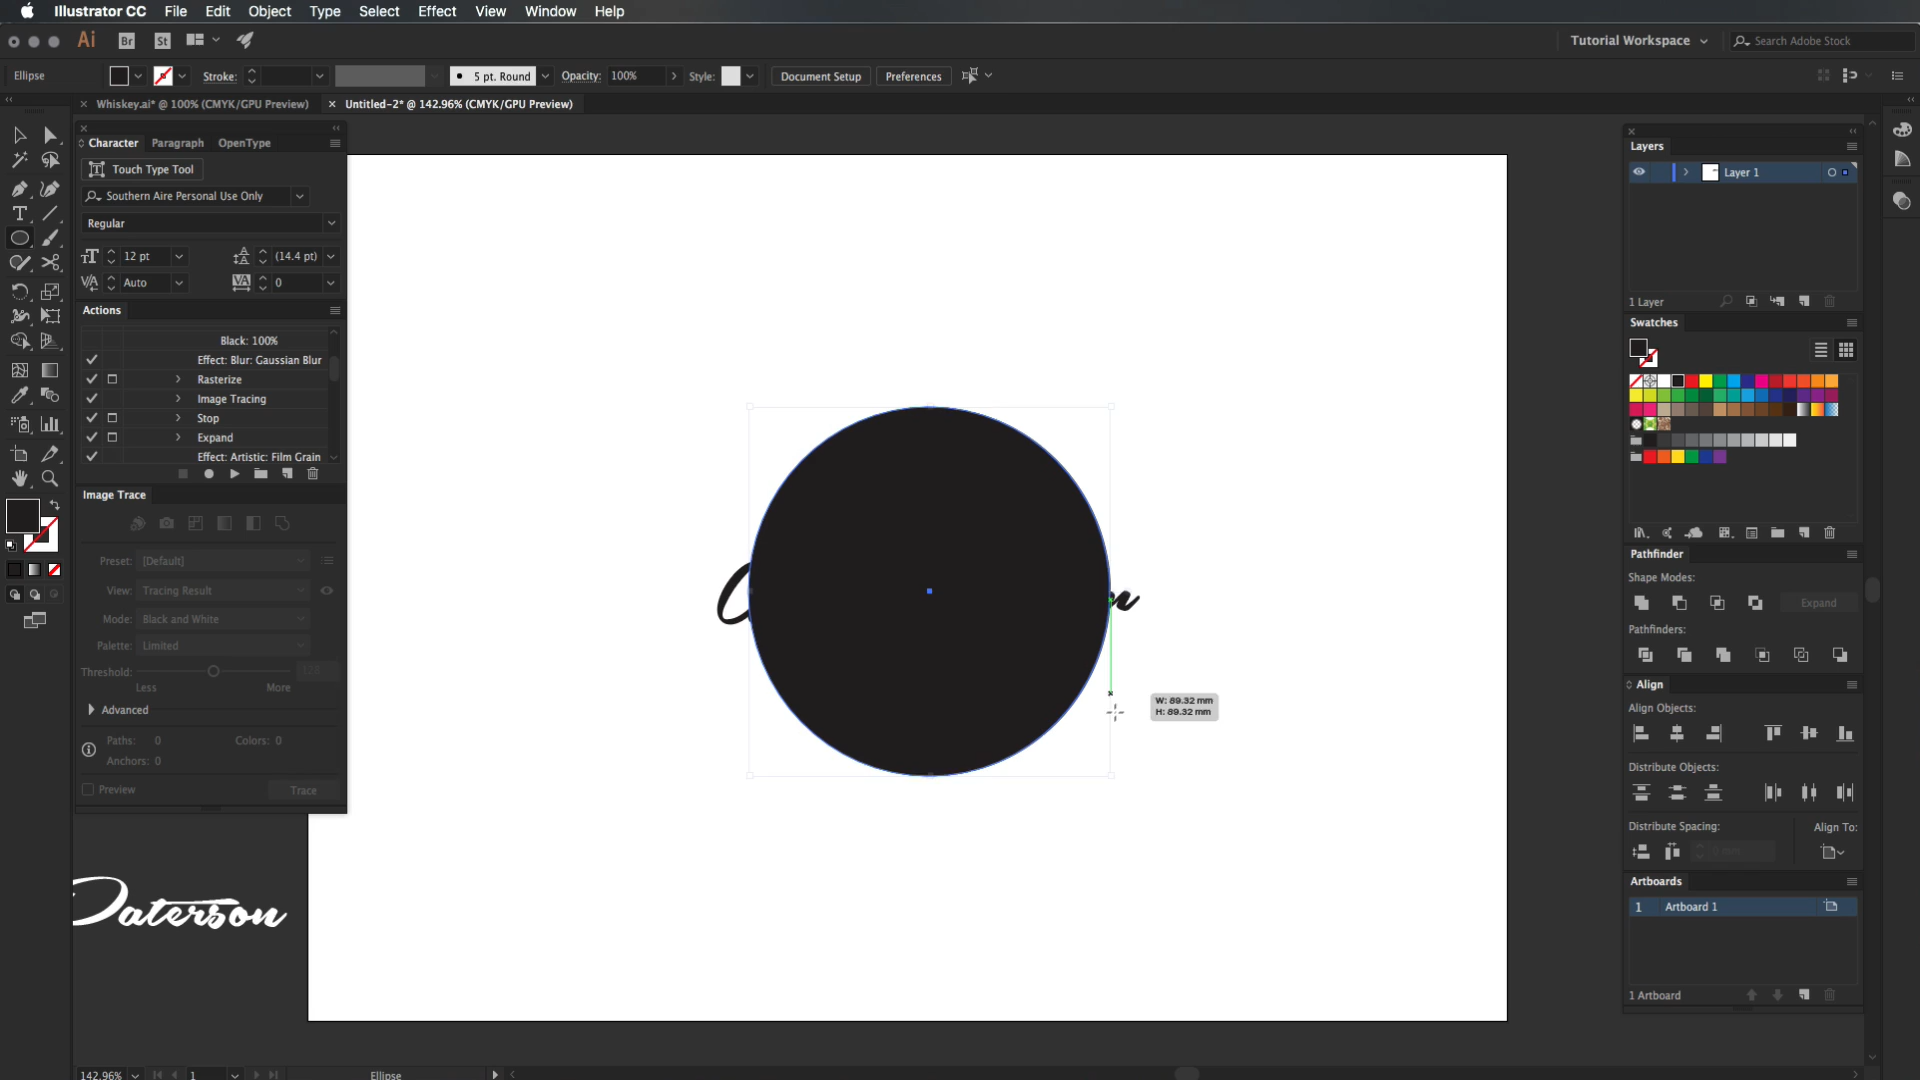 Illustrator CC File Edit Object Type Select Effect View Window Help
Ai Br St Tutorial Workspace Search Adobe Stock
Ellipse Stroke: 5 pt. Round Opacity: 100% Style: Document Setup Preferences
Whiskey.ai* @ 100% (CMYK/GPU Preview) Untitled-2* @ 142.96% (CMYK/GPU Preview)
Character Paragraph OpenType
Touch Type Tool
Southern Aire Personal Use Only
Regular
12 pt (14.4 pt)
Auto 0
Actions
Black: 100%
Effect: Blur: Gaussian Blur
Rasterize
Image Tracing
Stop
Expand
Effect: Artistic: Film Grain
Image Trace
Preset: [Default]
View: Tracing Result
Mode: Black and White
Palette: Limited
Threshold: 128
Less More
Advanced
Paths: 0 Colors: 0
Anchors: 0
Preview Trace
Paterson
n
W: 89.32 mm
H: 89.32 mm
Layers
Layer 1
1 Layer
Swatches
Pathfinder
Shape Modes:
Expand
Pathfinders:
Align
Align Objects:
Distribute Objects:
Distribute Spacing: Align To:
0 mm
Artboards
1 Artboard 1
1 Artboard
142.96% 1 Ellipse